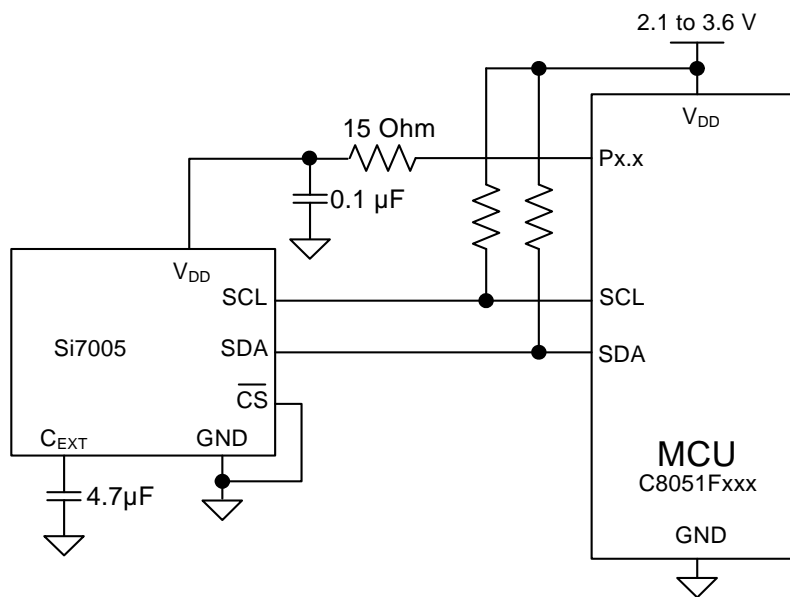 2.1 to 3.6 V
V_DD
15 Ohm
Px.x
0.1 µF
V_DD
SCL
SCL
Si7005
SDA
SDA
CS
C_EXT
GND
MCU
C8051Fxxx
4.7µF
GND